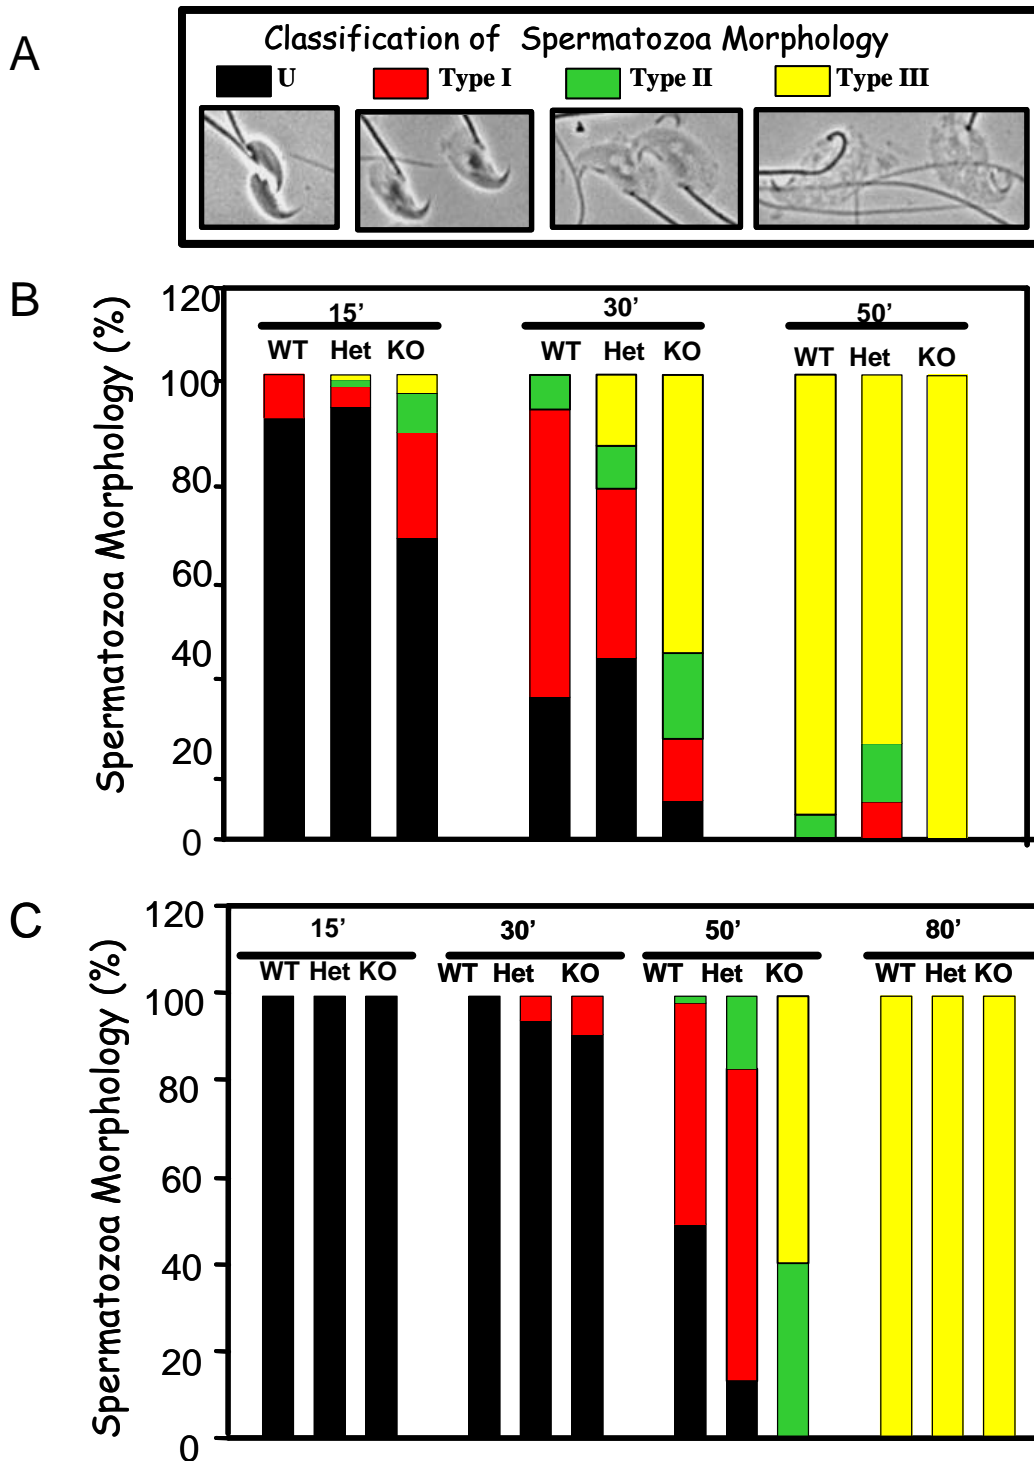 A
Classification of Spermatozoa Morphology
U Type I Type II Type III
B
Spermatozoa Morphology (%)
120
100
80
60
40
20
0
15’ 30’ 50’
WT Het KO WT Het KO WT Het KO
C
Spermatozoa Morphology (%)
120
100
80
60
40
20
0
15’ 30’ 50’ 80’
WT Het KO WT Het KO WT Het KO WT Het KO